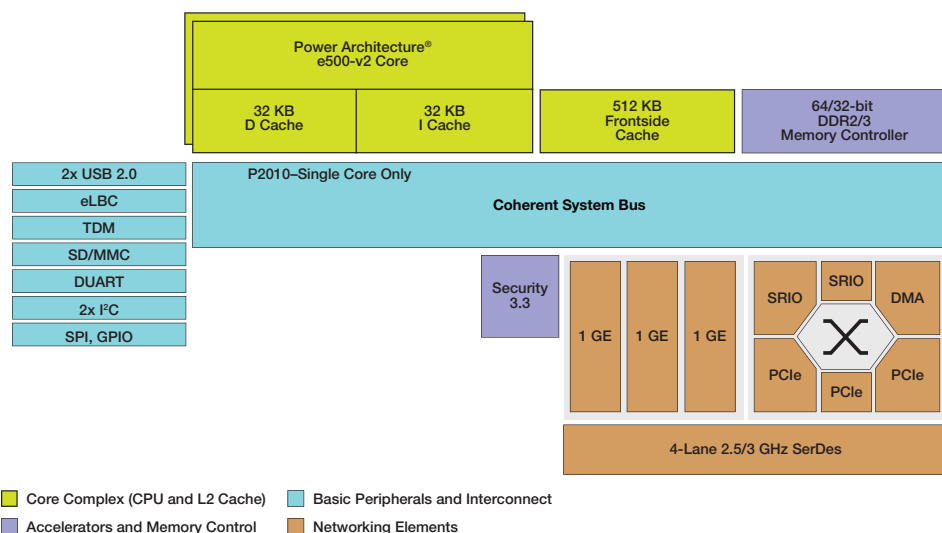 Power Architecture®
e500-v2 Core
32 KB
D Cache
32 KB
I Cache
512 KB
Frontside
Cache
64/32-bit
DDR2/3
Memory Controller
2x USB 2.0
eLBC
TDM
SD/MMC
DUART
2x I²C
SPI, GPIO
P2010–Single Core Only
Coherent System Bus
Security
3.3
1 GE
1 GE
1 GE
SRIO
SRIO
DMA
PCIe
PCIe
PCIe
4-Lane 2.5/3 GHz SerDes
Core Complex (CPU and L2 Cache)
Basic Peripherals and Interconnect
Accelerators and Memory Control
Networking Elements